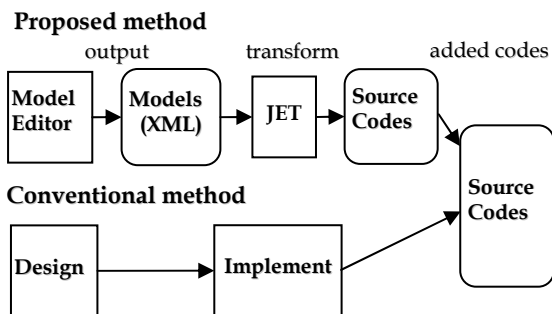 Proposed method
output
transform
added codes
Model
Editor
Models
(XML)
JET
Source
Codes
Source
Codes
Conventional method
Design
Implement